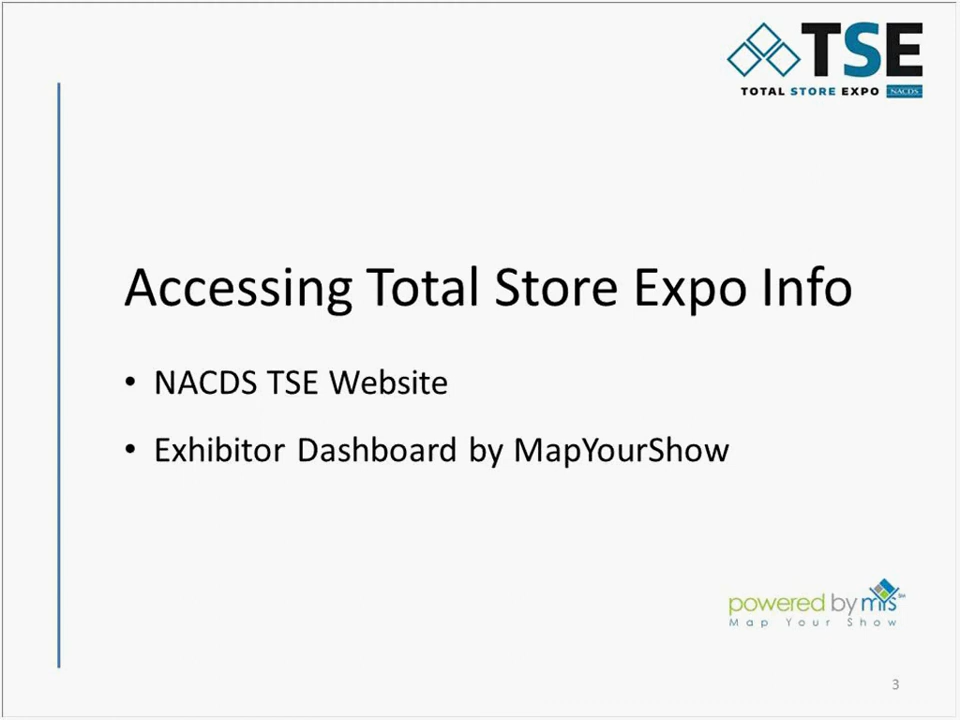 TSE
TOTAL STORE EXPO NACDS
Accessing Total Store Expo Info
• NACDS TSE Website
• Exhibitor Dashboard by MapYourShow
powered by mys SM
Map Your Show
3